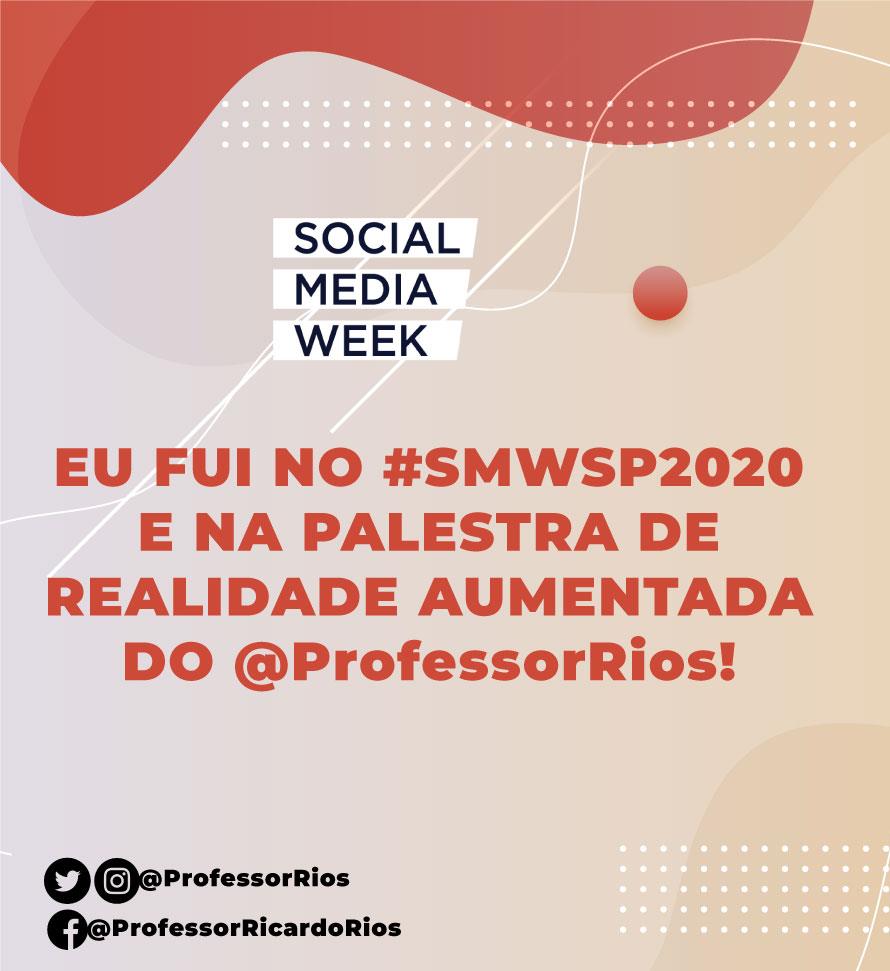 SOCIAL
MEDIA
WEEK
EU FUI NO #SMWSP2020
E NA PALESTRA DE
REALIDADE AUMENTADA
DO @ProfessorRios!
@ProfessorRios
@ProfessorRicardoRios